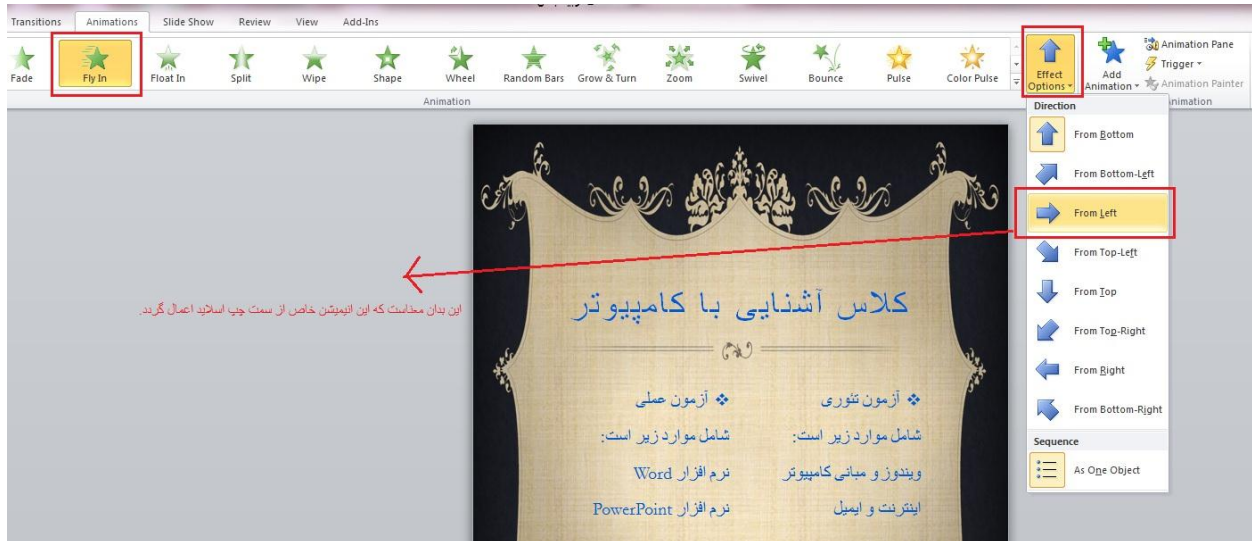 Transitions Animations Slide Show Review View Add-Ins
Fade Fly In Float In Split Wipe Shape Wheel Random Bars Grow & Turn Zoom Swivel Bounce Pulse Color Pulse
Effect Options
Add Animation
Animation Pane
Trigger
Animation Painter
Animation
Direction
From Bottom
From Bottom-Left
From Left
From Top-Left
From Top
From Top-Right
From Right
From Bottom-Right
Sequence
As One Object
این بدان معناست که این انیمیشن خاص از سمت چپ اسلاید اعمال گردد.
کلاس آشنایی با کامپیوتر
❖ آزمون تئوری
شامل موارد زیر است:
ویندوز و مبانی کامپیوتر
اینترنت و ایمیل
❖ آزمون عملی
شامل موارد زیر است:
نرم افزار Word
نرم افزار PowerPoint